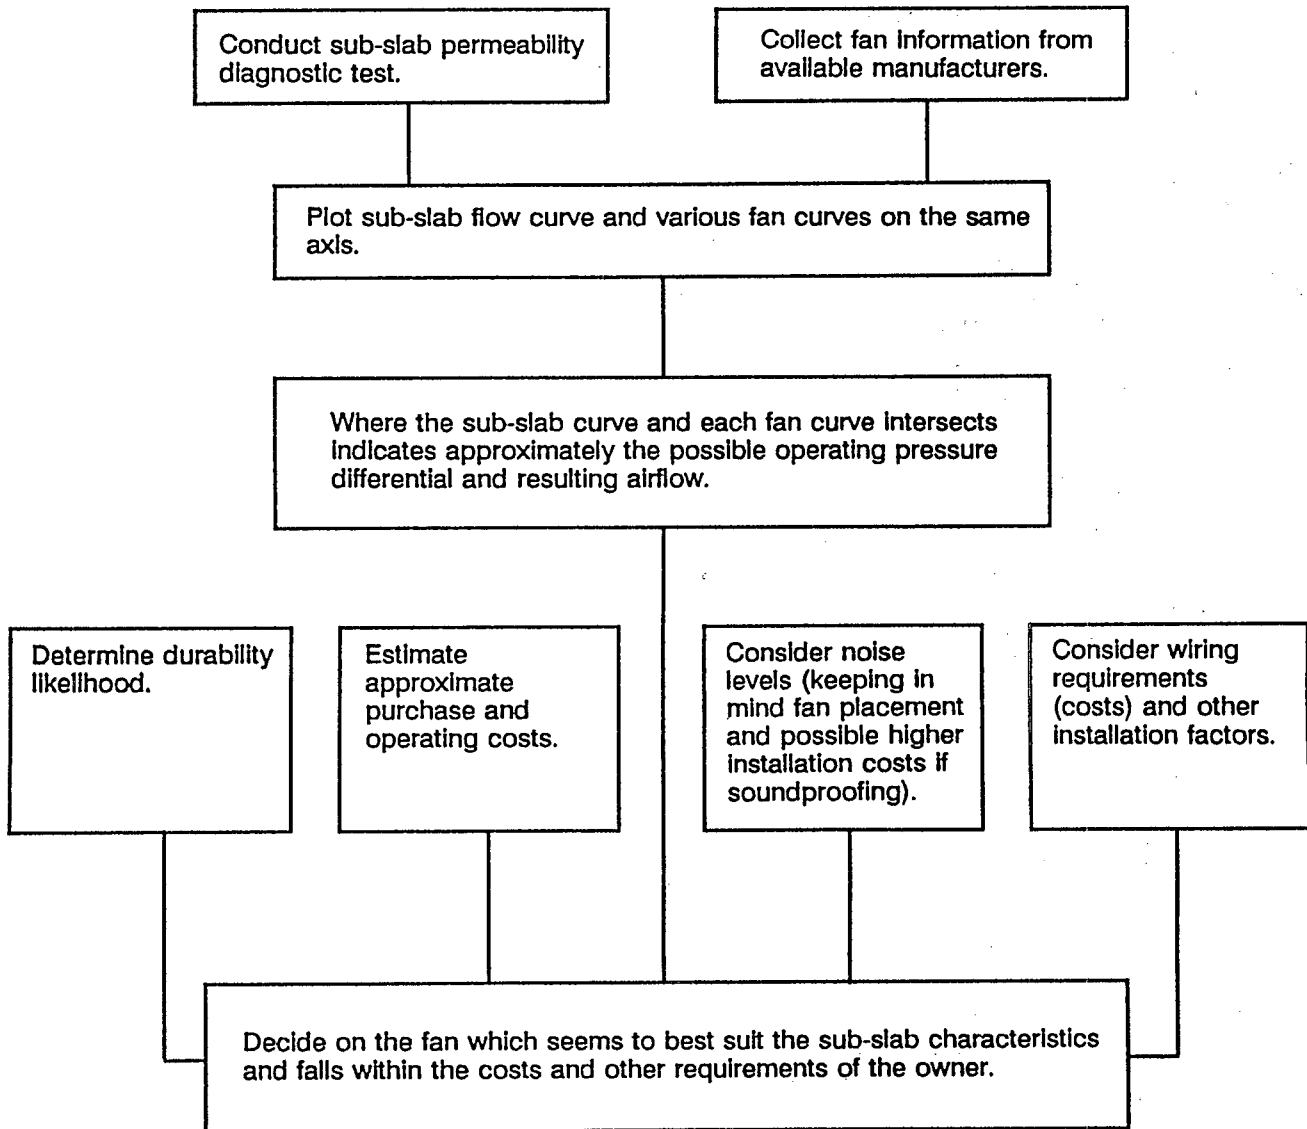 Conduct sub-slab permeability
diagnostic test.
Collect fan information from
available manufacturers.
Plot sub-slab flow curve and various fan curves on the same
axis.
Where the sub-slab curve and each fan curve intersects
indicates approximately the possible operating pressure
differential and resulting airflow.
Determine durability
likelihood.
Estimate
approximate
purchase and
operating costs.
Consider noise
levels (keeping in
mind fan placement
and possible higher
installation costs if
soundproofing).
Consider wiring
requirements
(costs) and other
installation factors.
Decide on the fan which seems to best suit the sub-slab characteristics
and falls within the costs and other requirements of the owner.